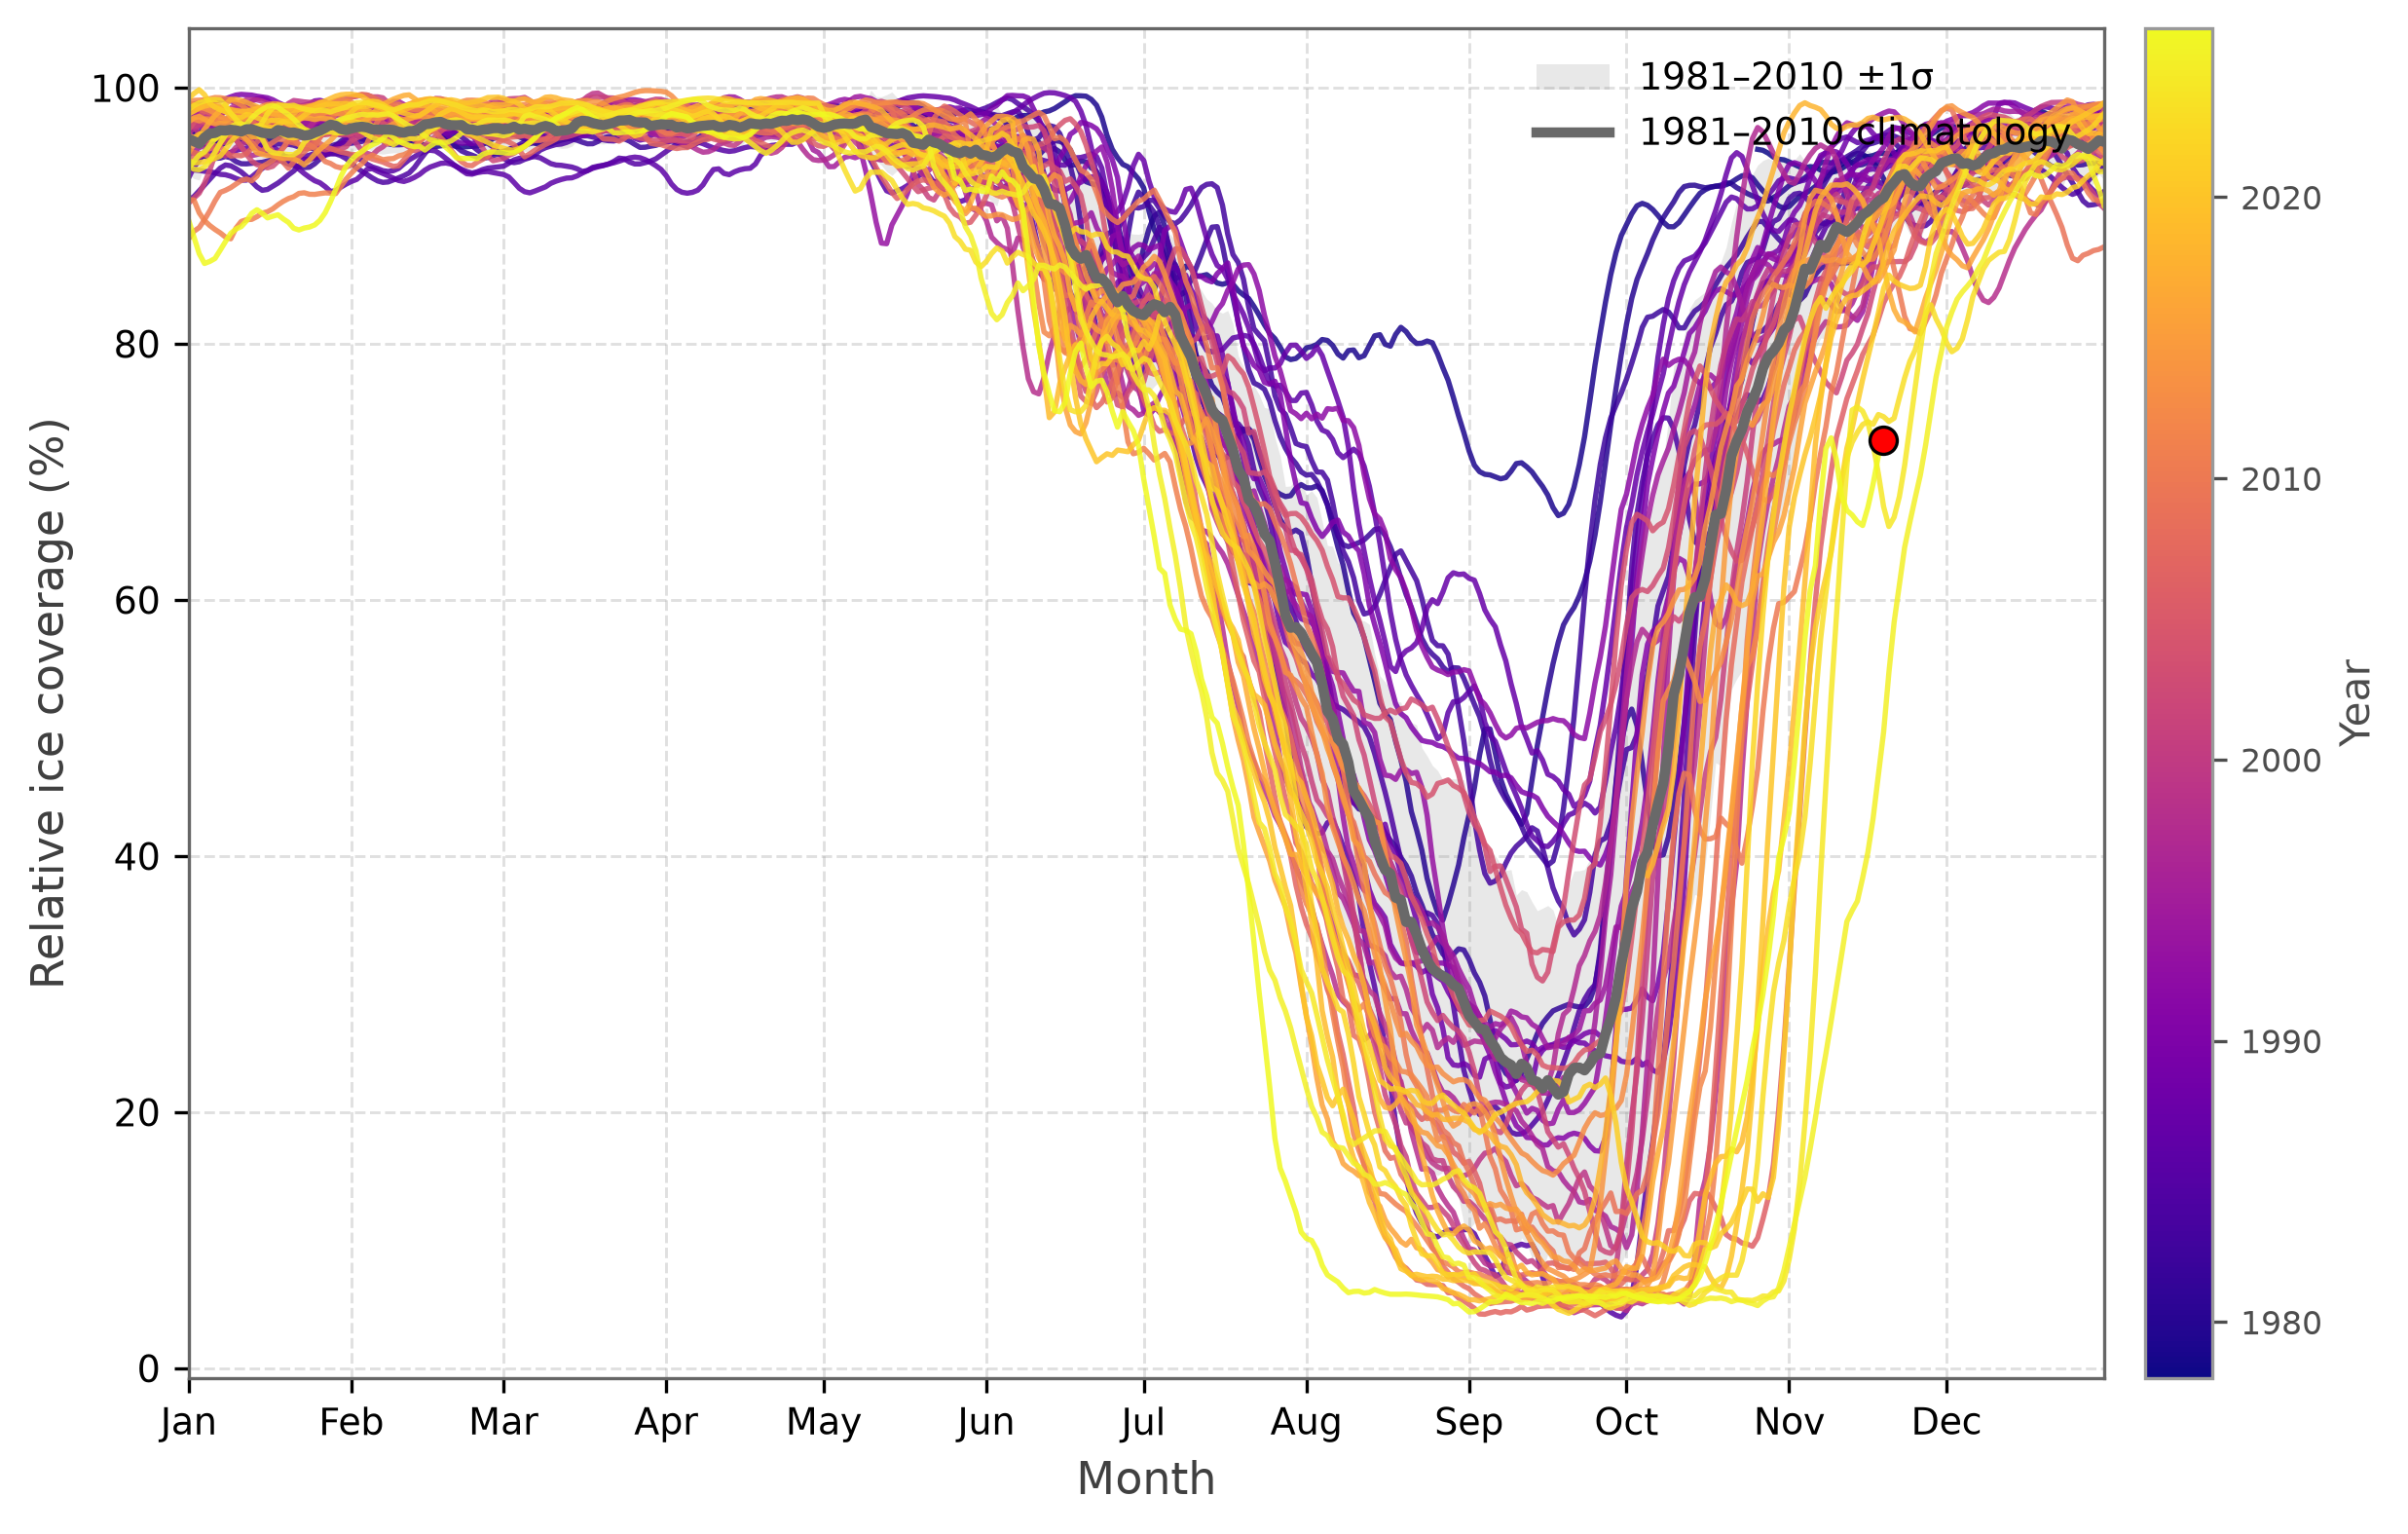 1981–2010 ±1σ
1981–2010 climatology
Relative ice coverage (%)
100
80
60
40
20
0
Jan Feb Mar Apr May Jun Jul Aug Sep Oct Nov Dec
Month
2020
2010
2000
1990
1980
Year